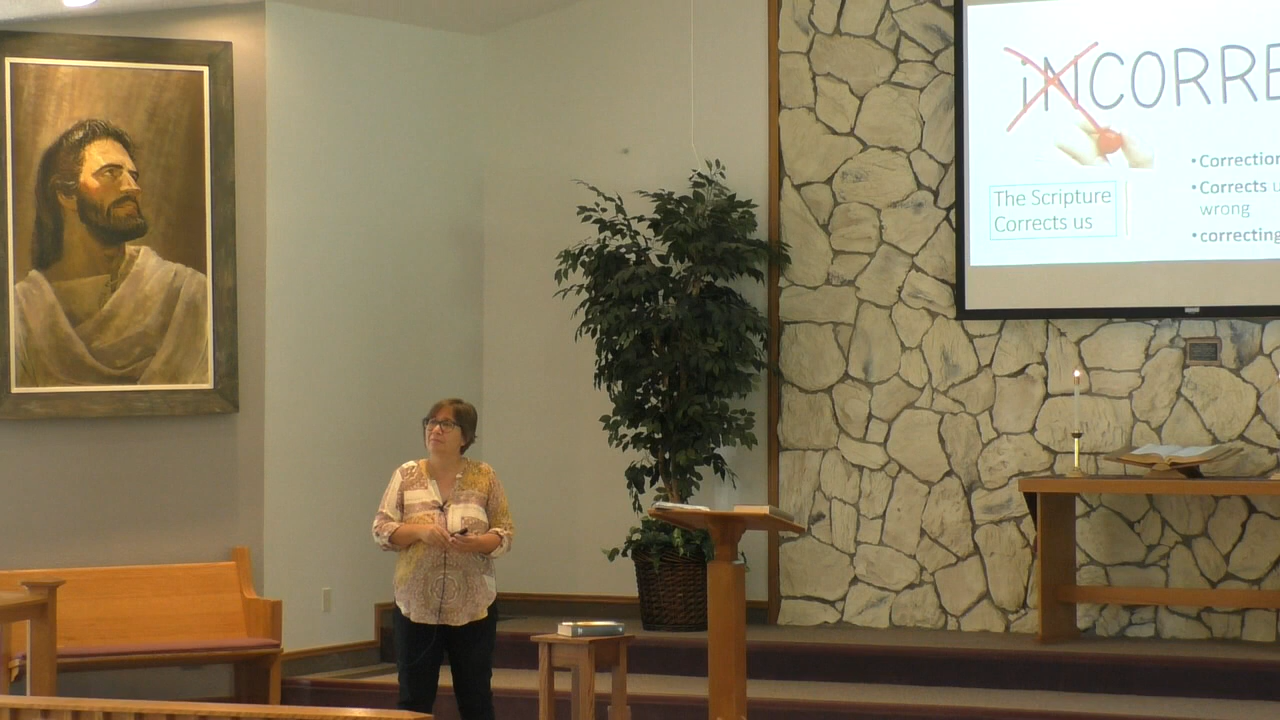 iNCORRE
The Scripture
Corrects us
• Correction
• Corrects u
wrong
• correcting